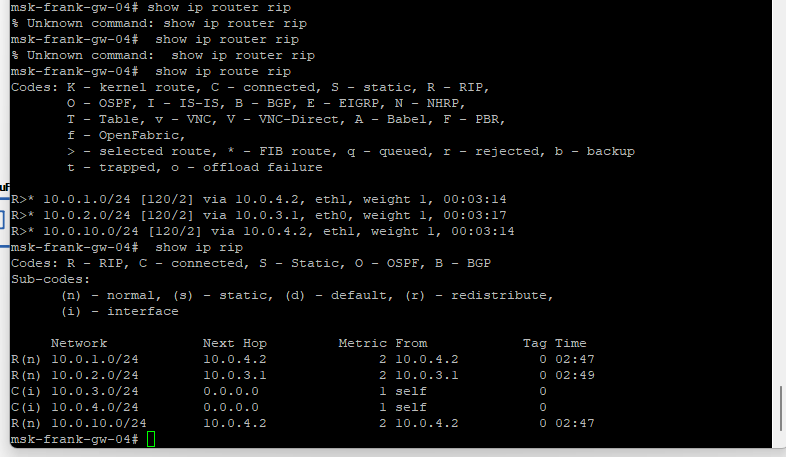 msk-frank-gw-04# show ip router rip
% Unknown command: show ip router rip
msk-frank-gw-04#  show ip router rip
% Unknown command:  show ip router rip
msk-frank-gw-04#  show ip route rip
Codes: K - kernel route, C - connected, S - static, R - RIP,
       O - OSPF, I - IS-IS, B - BGP, E - EIGRP, N - NHRP,
       T - Table, v - VNC, V - VNC-Direct, A - Babel, F - PBR,
       f - OpenFabric,
       > - selected route, * - FIB route, q - queued, r - rejected, b - backup
       t - trapped, o - offload failure
R>* 10.0.1.0/24 [120/2] via 10.0.4.2, eth1, weight 1, 00:03:14
R>* 10.0.2.0/24 [120/2] via 10.0.3.1, eth0, weight 1, 00:03:17
R>* 10.0.10.0/24 [120/2] via 10.0.4.2, eth1, weight 1, 00:03:14
msk-frank-gw-04#  show ip rip
Codes: R - RIP, C - connected, S - Static, O - OSPF, B - BGP
Sub-codes:
      (n) - normal, (s) - static, (d) - default, (r) - redistribute,
      (i) - interface
     Network            Next Hop         Metric From            Tag Time
R(n) 10.0.1.0/24        10.0.4.2              2 10.0.4.2          0 02:47
R(n) 10.0.2.0/24        10.0.3.1              2 10.0.3.1          0 02:49
C(i) 10.0.3.0/24        0.0.0.0               1 self              0
C(i) 10.0.4.0/24        0.0.0.0               1 self              0
R(n) 10.0.10.0/24       10.0.4.2              2 10.0.4.2          0 02:47
msk-frank-gw-04#